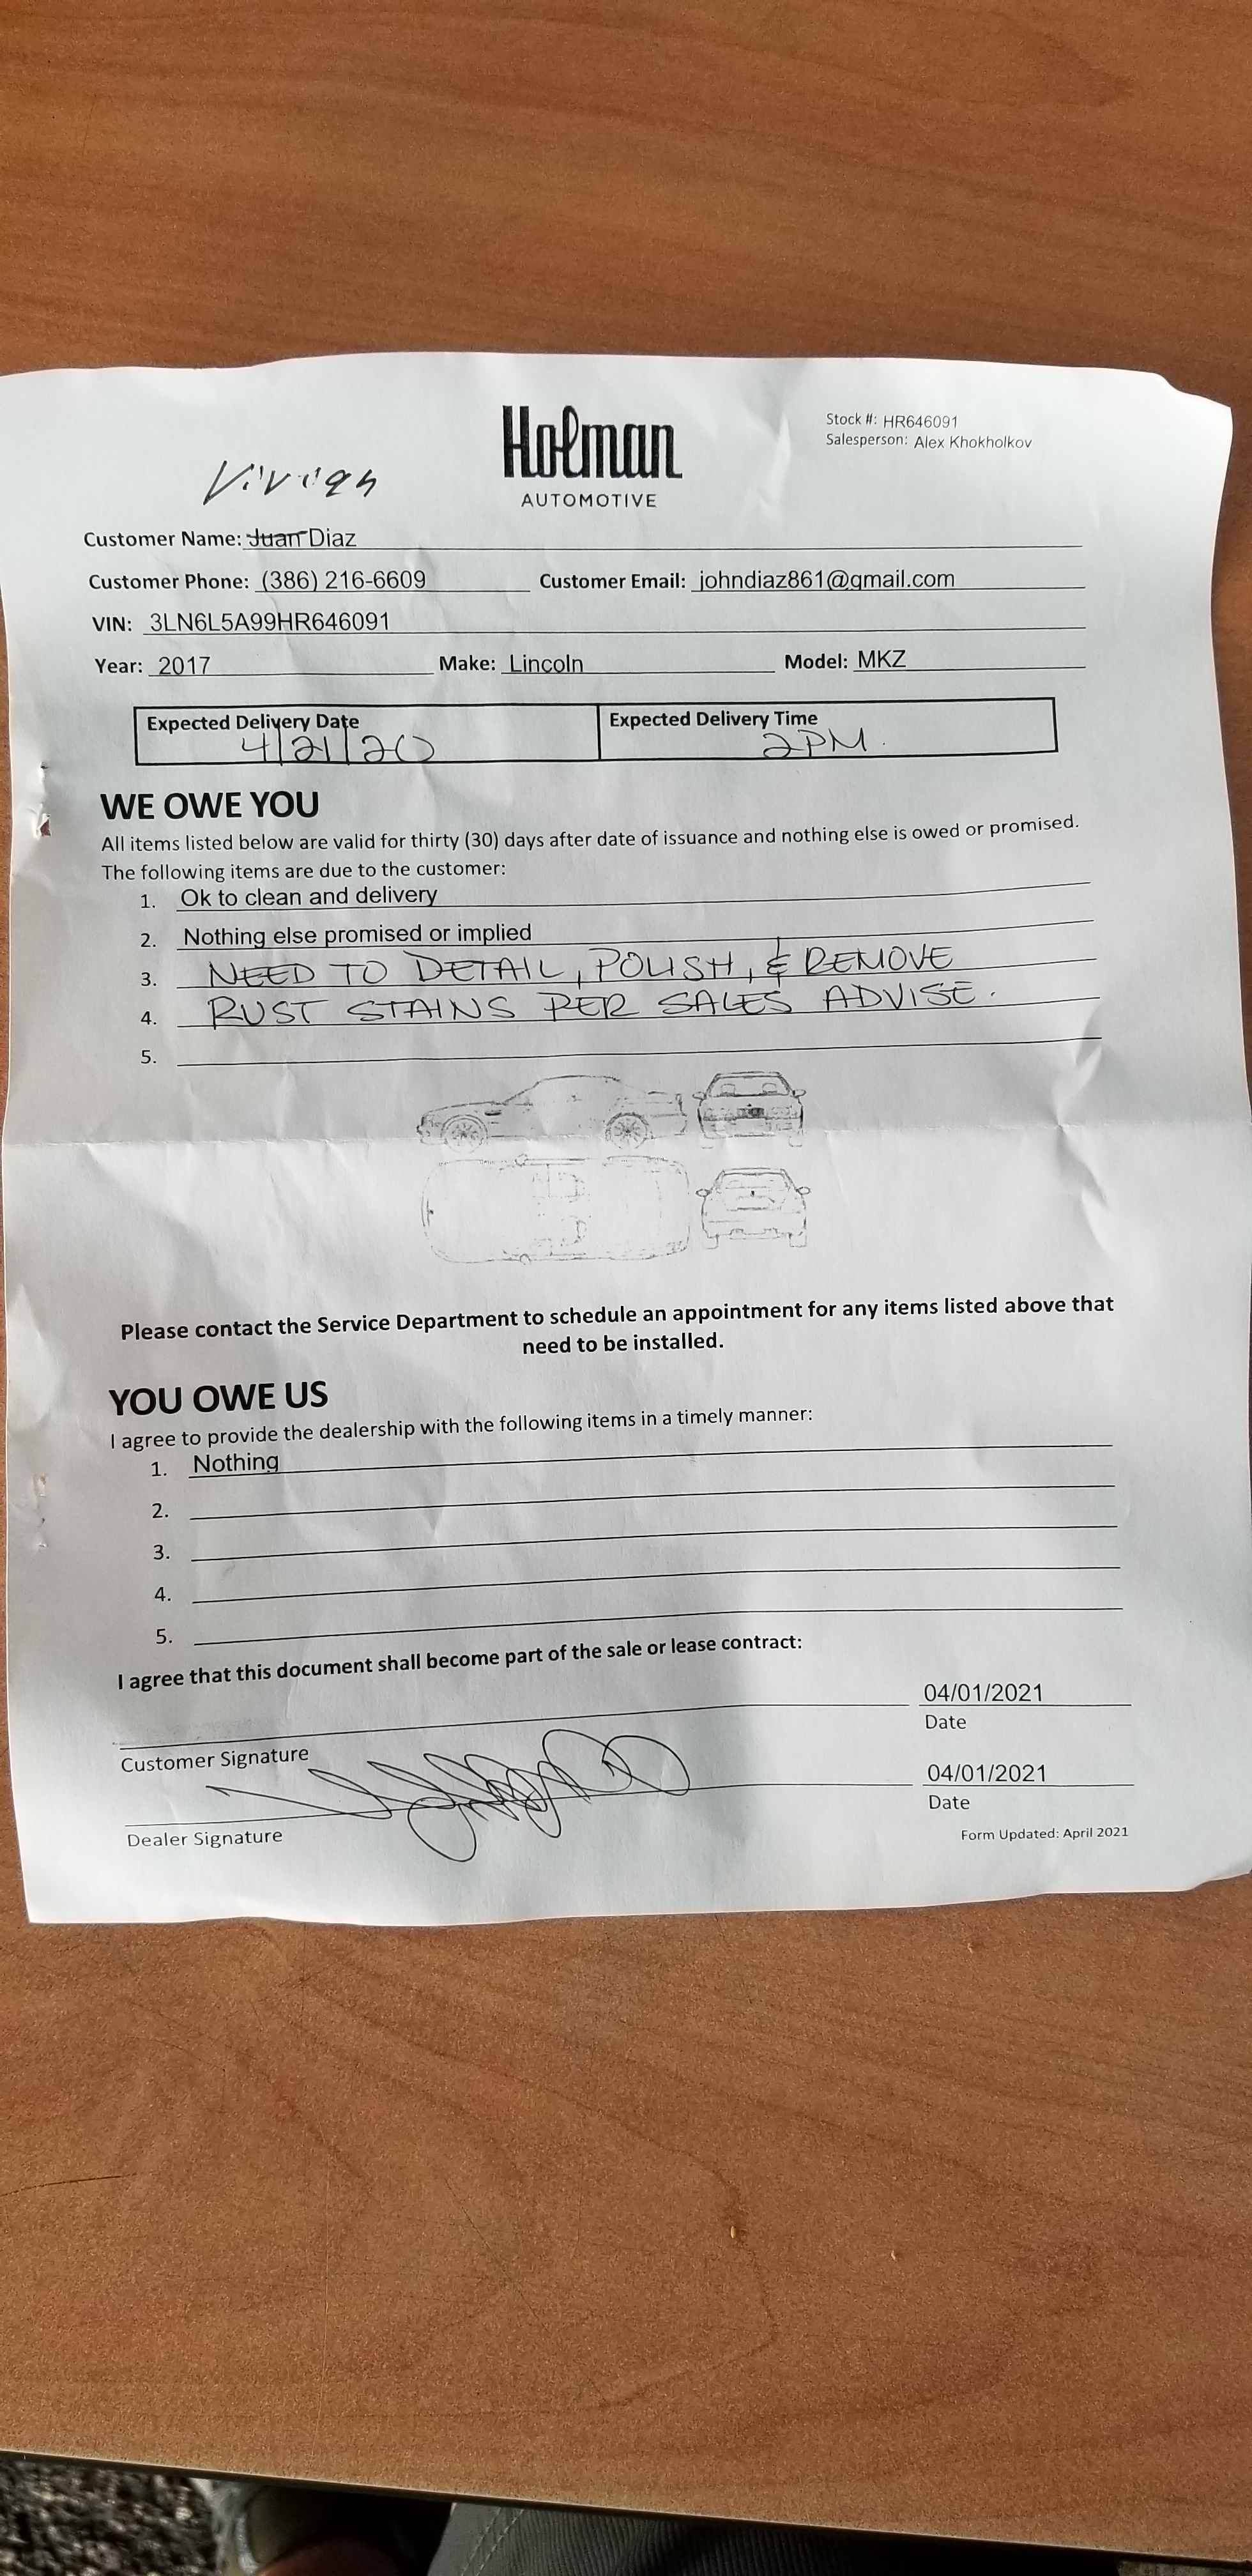 Holman
AUTOMOTIVE
Stock #: HR646091
Salesperson: Alex Khokholkov
Vivian
Customer Name: Juan Diaz
Customer Phone: (386) 216-6609 Customer Email: johndiaz861@gmail.com
VIN: 3LN6L5A99HR646091
Year: 2017 Make: Lincoln Model: MKZ
Expected Delivery Date Expected Delivery Time
4/21/20 2PM.
WE OWE YOU
All items listed below are valid for thirty (30) days after date of issuance and nothing else is owed or promised.
The following items are due to the customer:
1. Ok to clean and delivery
2. Nothing else promised or implied
3. NEED TO DETAIL, POLISH, & REMOVE
4. RUST STAINS PER SALES ADVISE.
5.
Please contact the Service Department to schedule an appointment for any items listed above that
need to be installed.
YOU OWE US
I agree to provide the dealership with the following items in a timely manner:
1. Nothing
2.
3.
4.
5.
I agree that this document shall become part of the sale or lease contract:
04/01/2021
Customer Signature Date
04/01/2021
Dealer Signature Date
Form Updated: April 2021